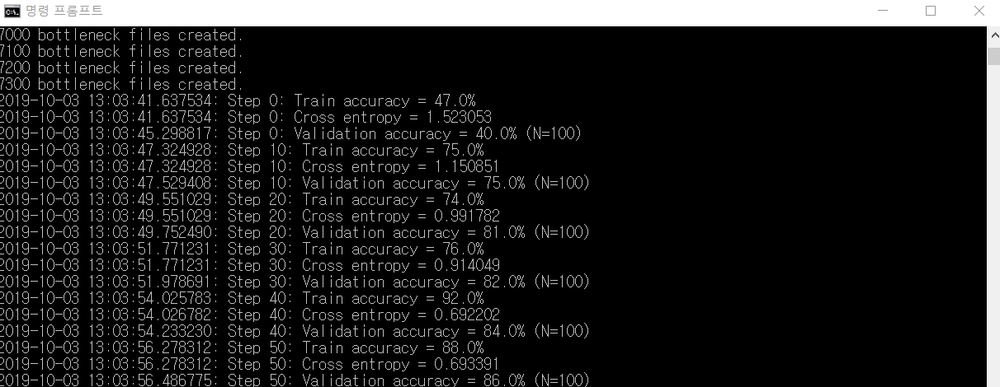 명령 프롬프트
7000 bottleneck files created.
7100 bottleneck files created.
7200 bottleneck files created.
7300 bottleneck files created.
2019-10-03 13:03:41.637534: Step 0: Train accuracy = 47.0%
2019-10-03 13:03:41.637534: Step 0: Cross entropy = 1.523053
2019-10-03 13:03:45.298817: Step 0: Validation accuracy = 40.0% (N=100)
2019-10-03 13:03:47.324928: Step 10: Train accuracy = 75.0%
2019-10-03 13:03:47.324928: Step 10: Cross entropy = 1.150851
2019-10-03 13:03:47.529408: Step 10: Validation accuracy = 75.0% (N=100)
2019-10-03 13:03:49.551029: Step 20: Train accuracy = 74.0%
2019-10-03 13:03:49.551029: Step 20: Cross entropy = 0.991782
2019-10-03 13:03:49.752490: Step 20: Validation accuracy = 81.0% (N=100)
2019-10-03 13:03:51.771231: Step 30: Train accuracy = 76.0%
2019-10-03 13:03:51.771231: Step 30: Cross entropy = 0.914049
2019-10-03 13:03:51.978691: Step 30: Validation accuracy = 82.0% (N=100)
2019-10-03 13:03:54.025783: Step 40: Train accuracy = 92.0%
2019-10-03 13:03:54.026782: Step 40: Cross entropy = 0.692202
2019-10-03 13:03:54.233230: Step 40: Validation accuracy = 84.0% (N=100)
2019-10-03 13:03:56.278312: Step 50: Train accuracy = 88.0%
2019-10-03 13:03:56.278312: Step 50: Cross entropy = 0.693391
2019-10-03 13:03:56.486775: Step 50: Validation accuracy = 86.0% (N=100)